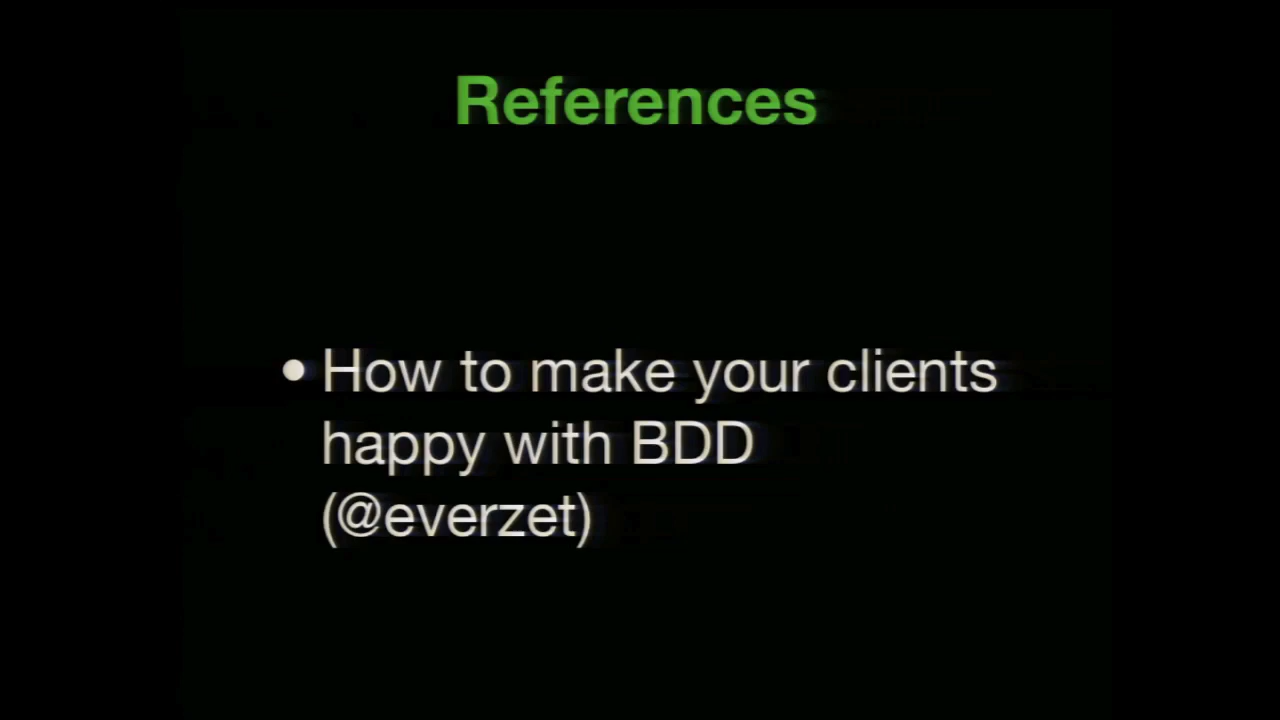 References
• How to make your clients
happy with BDD
(@everzet)